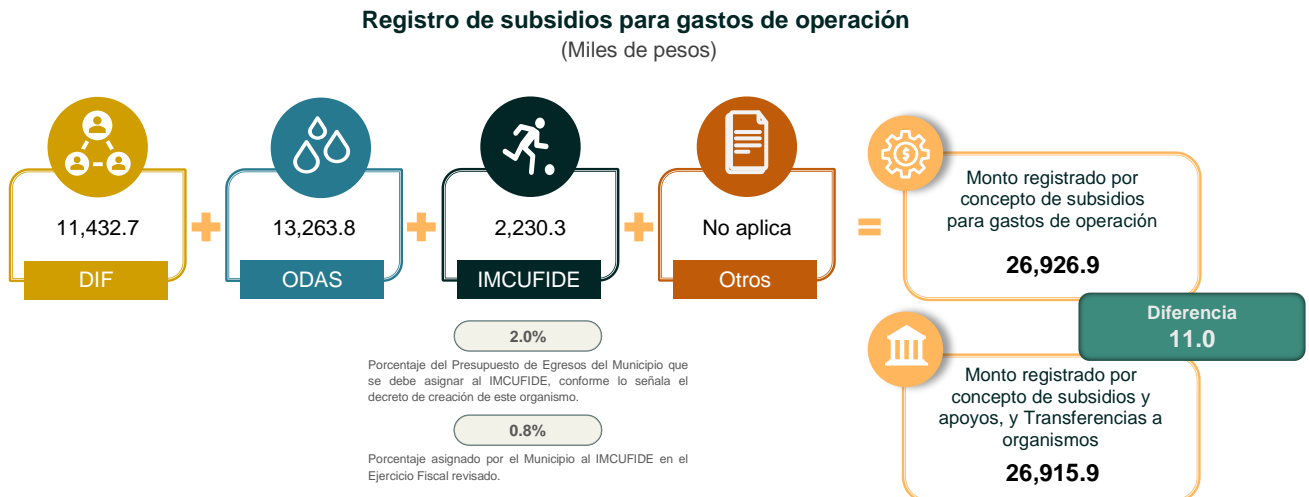 Registro de subsidios para gastos de operación
(Miles de pesos)
11,432.7
DIF
13,263.8
ODAS
2,230.3
IMCUFIDE
No aplica
Otros
Monto registrado por
concepto de subsidios
para gastos de operación
26,926.9
Diferencia
11.0
Monto registrado por
concepto de subsidios y
apoyos, y Transferencias a
organismos
26,915.9
2.0%
Porcentaje del Presupuesto de Egresos del Municipio que
se debe asignar al IMCUFIDE, conforme lo señala el
decreto de creación de este organismo.
0.8%
Porcentaje asignado por el Municipio al IMCUFIDE en el
Ejercicio Fiscal revisado.